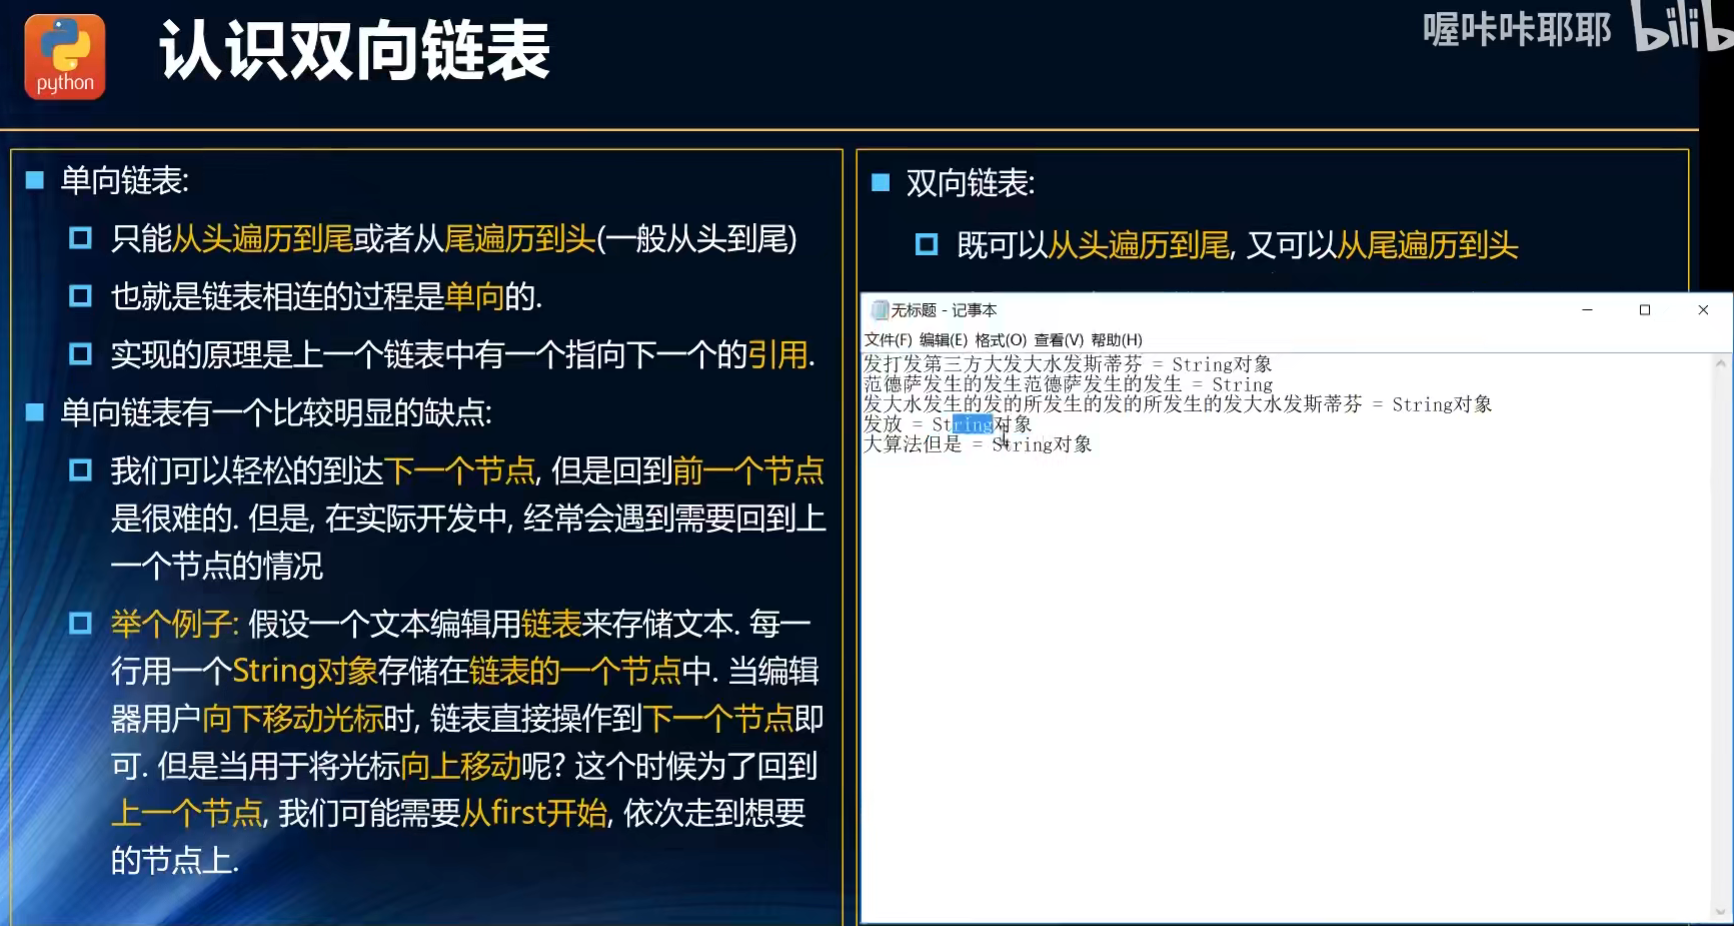 python
认识双向链表
喔咔咔耶耶 bilib
单向链表:
只能从头遍历到尾或者从尾遍历到头(一般从头到尾)
也就是链表相连的过程是单向的.
实现的原理是上一个链表中有一个指向下一个的引用.
单向链表有一个比较明显的缺点:
我们可以轻松的到达下一个节点, 但是回到前一个节点
是很难的. 但是, 在实际开发中, 经常会遇到需要回到上
一个节点的情况
举个例子: 假设一个文本编辑用链表来存储文本. 每一
行用一个String对象存储在链表的一个节点中. 当编辑
器用户向下移动光标时, 链表直接操作到下一个节点即
可. 但是当用于将光标向上移动呢? 这个时候为了回到
上一个节点, 我们可能需要从first开始, 依次走到想要
的节点上.
双向链表:
既可以从头遍历到尾, 又可以从尾遍历到头
无标题 - 记事本
文件(F) 编辑(E) 格式(O) 查看(V) 帮助(H)
发打发第三方大发大水发斯蒂芬 = String对象
范德萨发生的发生范德萨发生的发生 = String
发大水发生的发的所发生的发的所发生的发大水发斯蒂芬 = String对象
发放 = String对象
大算法但是 = String对象